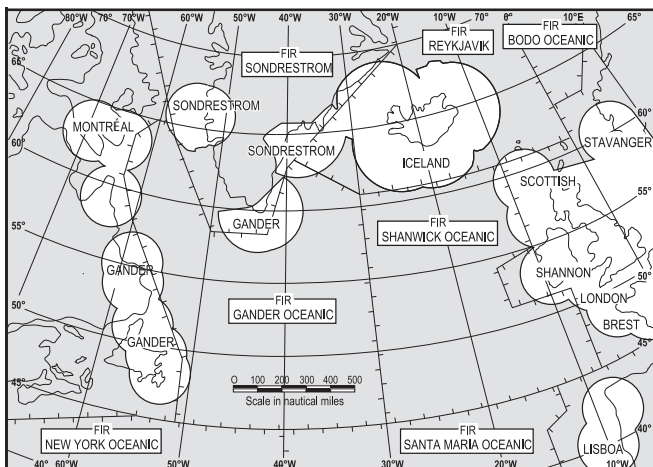 80°W 70°W 60°W 50°W 40°W 30°W 20°W 10°W 70° 0° 10°E 65°
65°
60°
55°
50°
45°
FIR
SONDRESTROM
FIR
REYKJAVIK
FIR
BODO OCEANIC
SONDRESTROM
MONTRÉAL
SONDRESTROM
ICELAND
60°
STAVANGER
SCOTTISH
55°
GANDER
FIR
SHANWICK OCEANIC
GANDER
SHANNON
50°
LONDON
BREST
FIR
GANDER OCEANIC
GANDER
45°
0 100 200 300 400 500
Scale in nautical miles
FIR
NEW YORK OCEANIC
FIR
SANTA MARIA OCEANIC
40°
LISBOA
40° 60°W 50°W 40°W 30°W 20°W 10°W